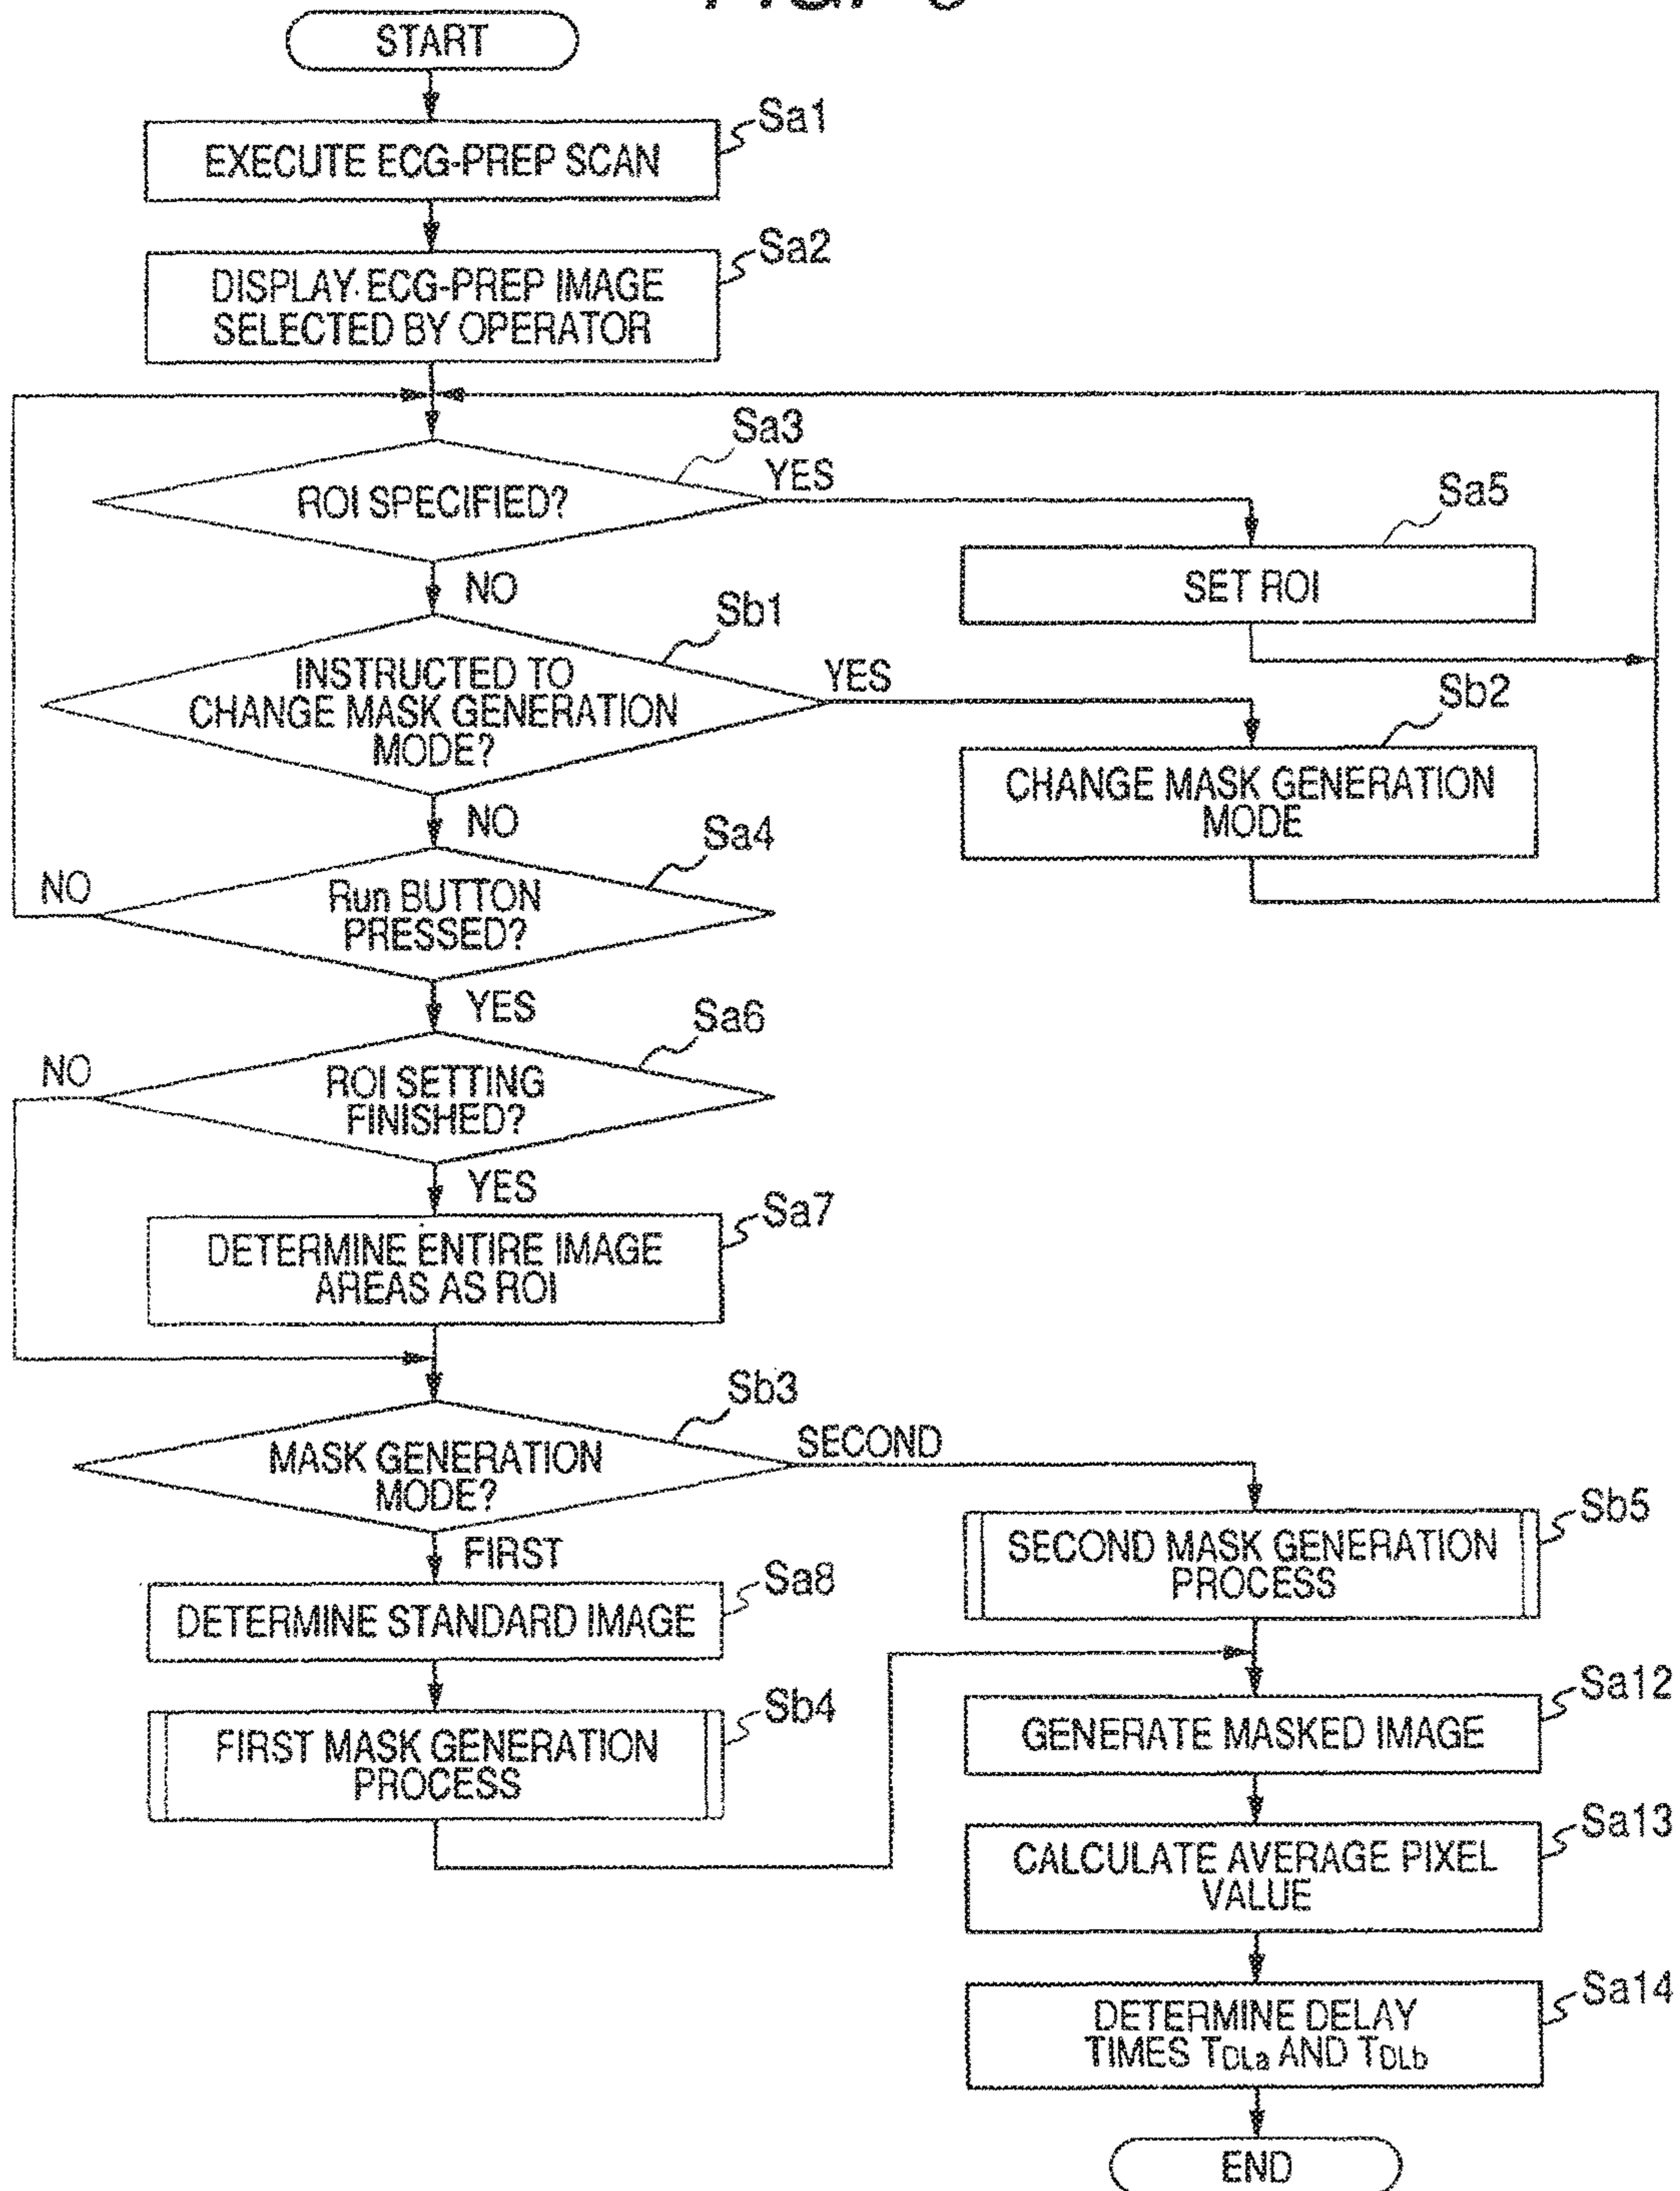 START
Sa1
EXECUTE ECG-PREP SCAN
Sa2
DISPLAY ECG-PREP IMAGE
SELECTED BY OPERATOR
Sa3
ROI SPECIFIED?
YES
Sa5
SET ROI
NO
Sb1
INSTRUCTED TO
CHANGE MASK GENERATION
MODE?
YES
Sb2
CHANGE MASK GENERATION
MODE
NO
Sa4
Run BUTTON
PRESSED?
NO
YES
Sa6
ROI SETTING
FINISHED?
NO
YES
Sa7
DETERMINE ENTIRE IMAGE
AREAS AS ROI
Sb3
MASK GENERATION
MODE?
SECOND
FIRST
Sa8
DETERMINE STANDARD IMAGE
Sb4
FIRST MASK GENERATION
PROCESS
Sb5
SECOND MASK GENERATION
PROCESS
Sa12
GENERATE MASKED IMAGE
Sa13
CALCULATE AVERAGE PIXEL
VALUE
Sa14
DETERMINE DELAY
TIMES TDLa AND TDLb
END